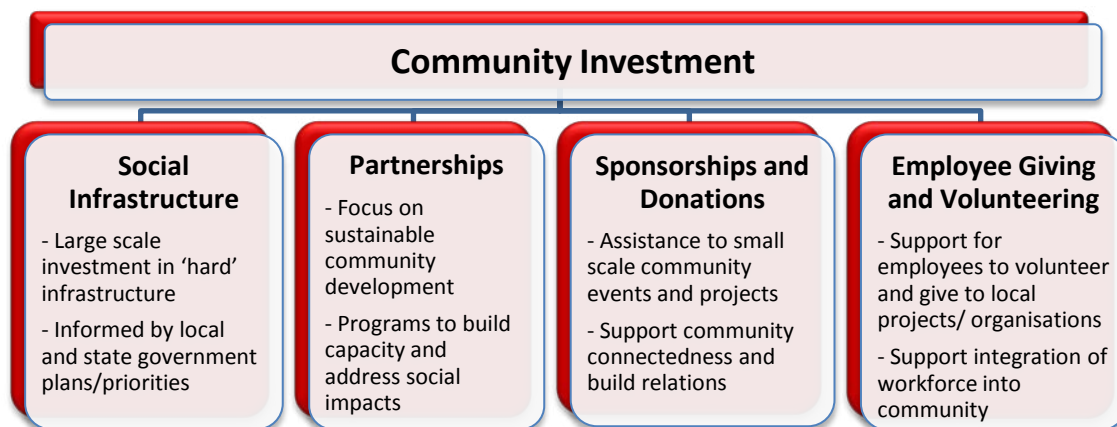 Community Investment
Social
Infrastructure
- Large scale
investment in ‘hard’
infrastructure
- Informed by local
and state government
plans/priorities
Partnerships
- Focus on
sustainable
community
development
- Programs to build
capacity and
address social
impacts
Sponsorships and
Donations
- Assistance to small
scale community
events and projects
- Support community
connectedness and
build relations
Employee Giving
and Volunteering
- Support for
employees to volunteer
and give to local
projects/ organisations
- Support integration of
workforce into
community